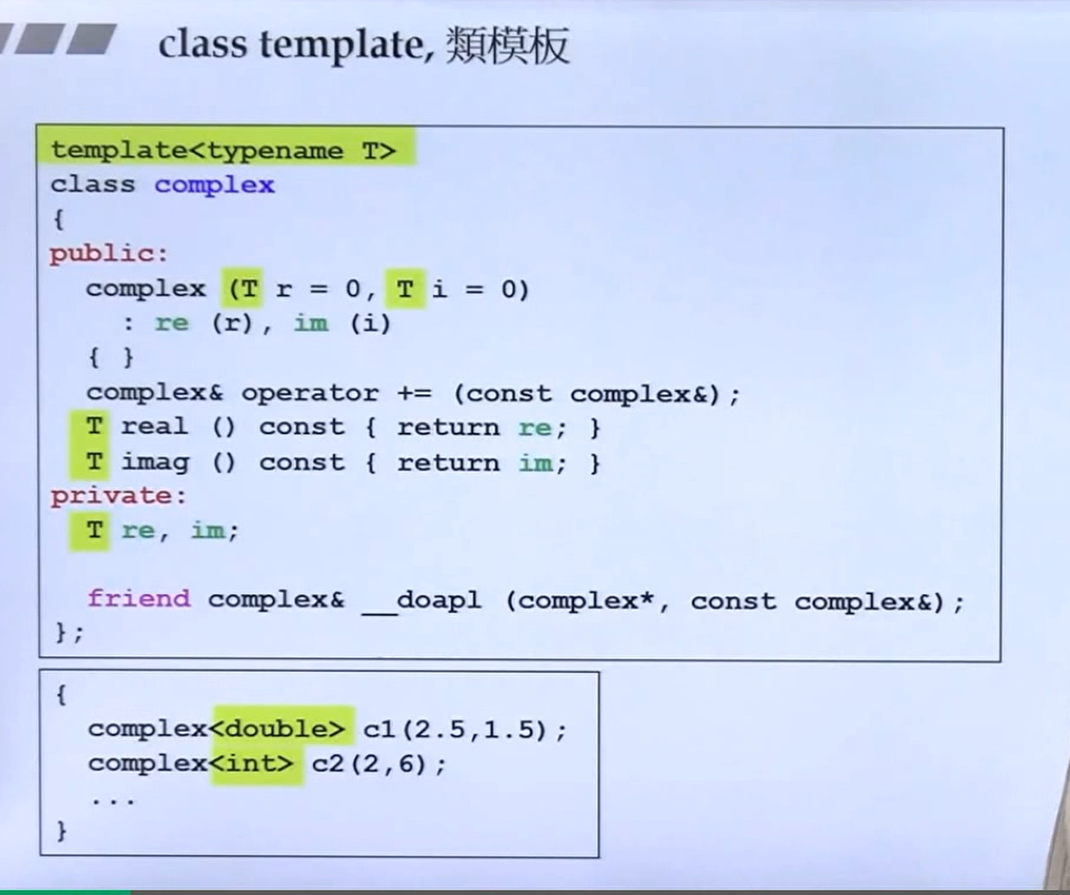 class template, 類模板
template<typename T>
class complex
{
public:
complex (T r = 0, T i = 0)
: re (r), im (i)
{ }
complex& operator += (const complex&);
T real () const { return re; }
T imag () const { return im; }
private:
T re, im;
friend complex& __doapl (complex*, const complex&);
};
{
complex<double> c1(2.5,1.5);
complex<int> c2(2,6);
...
}